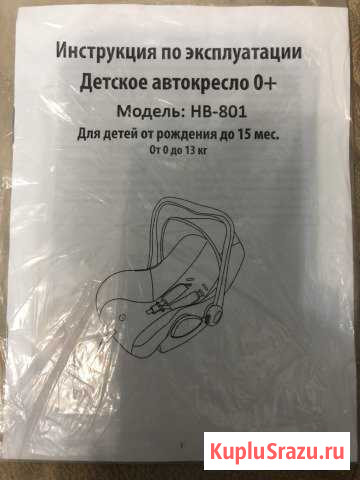 Инструкция по эксплуатации
Детское автокресло 0+
Модель: НВ-801
Для детей от рождения до 15 мес.
От 0 до 13 кг
KupluSrazu.ru